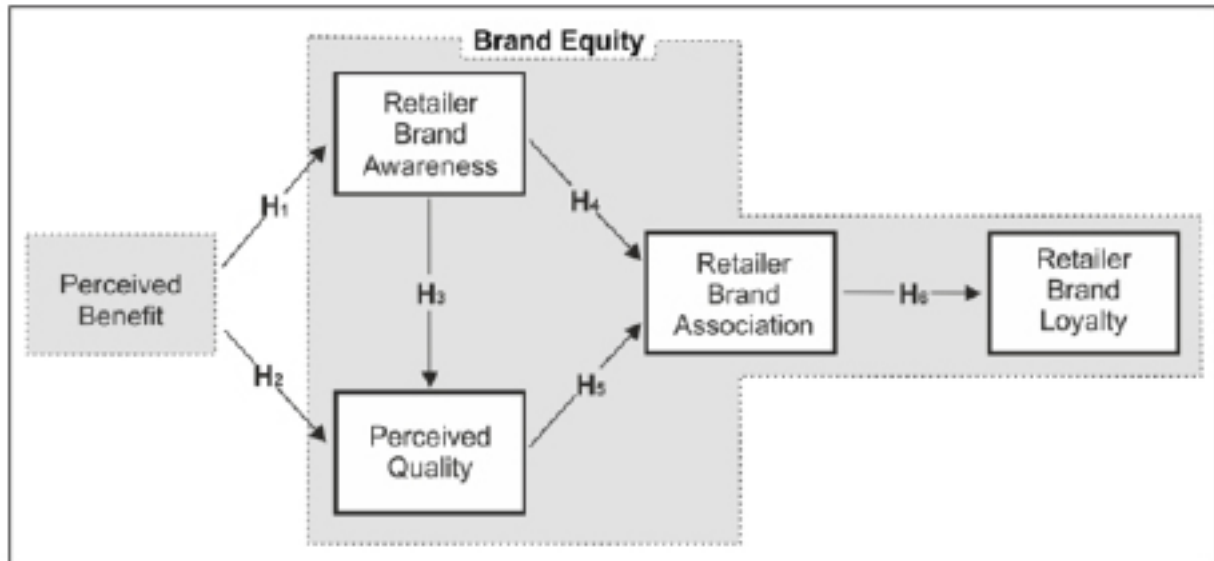 Brand Equity
Retailer
Brand
Awareness
H₁
H₄
Perceived
Benefit
H₃
Retailer
Brand
Association
H₆
Retailer
Brand
Loyalty
H₂
H₅
Perceived
Quality